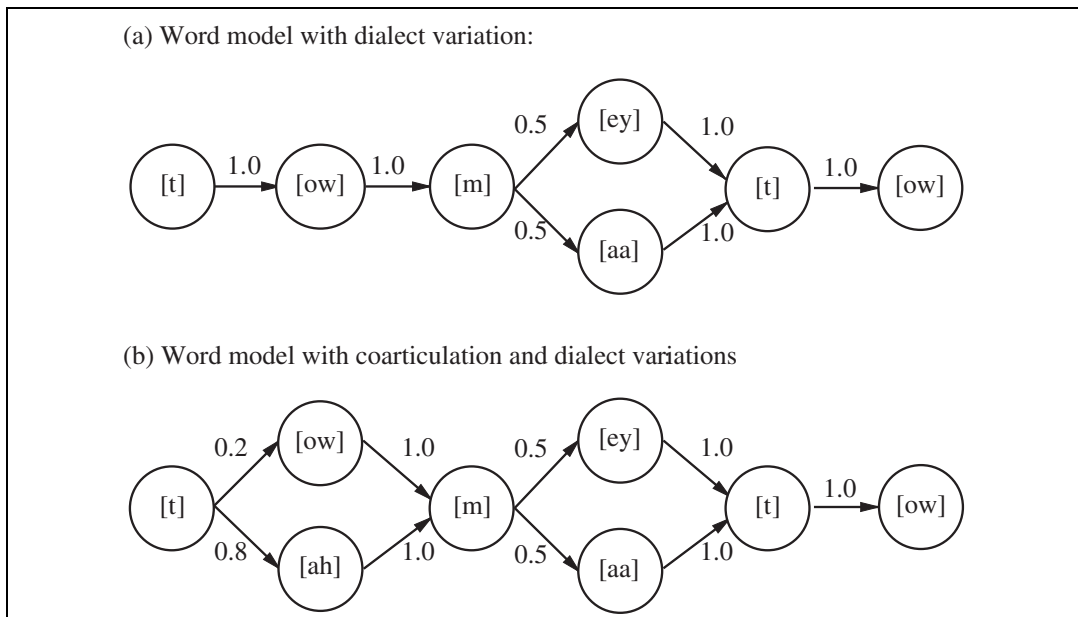 (a) Word model with dialect variation:
[ey]
0.5 1.0
1.0 1.0 1.0
[t] [ow] [m] [t] [ow]
0.5 1.0
[aa]
(b) Word model with coarticulation and dialect variations
[ow] [ey]
0.2 1.0 0.5 1.0
1.0
[t] [m] [t] [ow]
0.8 1.0 0.5 1.0
[ah] [aa]